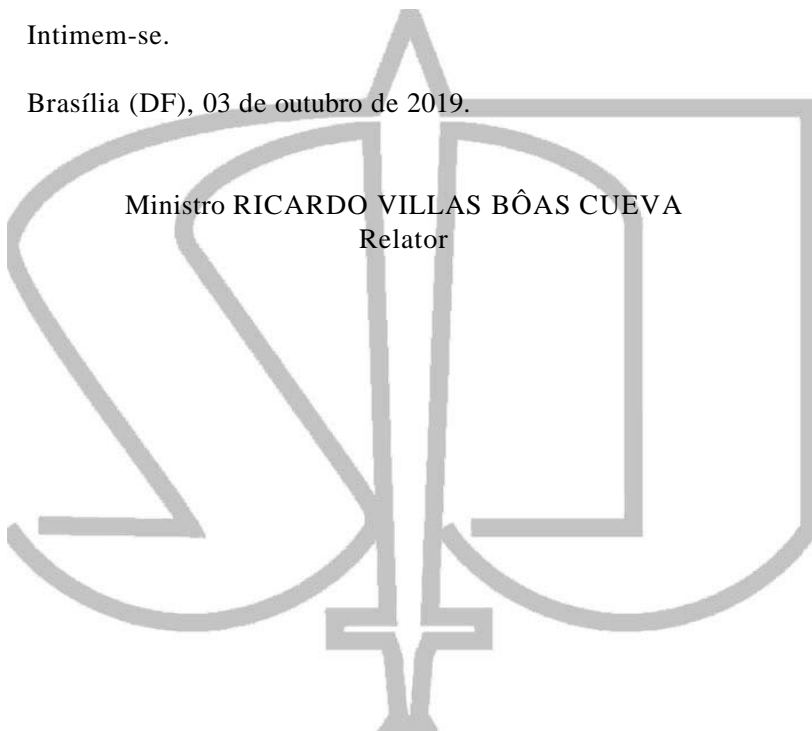 Intimem-se.
Brasília (DF), 03 de outubro de 2019.
Ministro RICARDO VILLAS BÔAS CUEVA
Relator